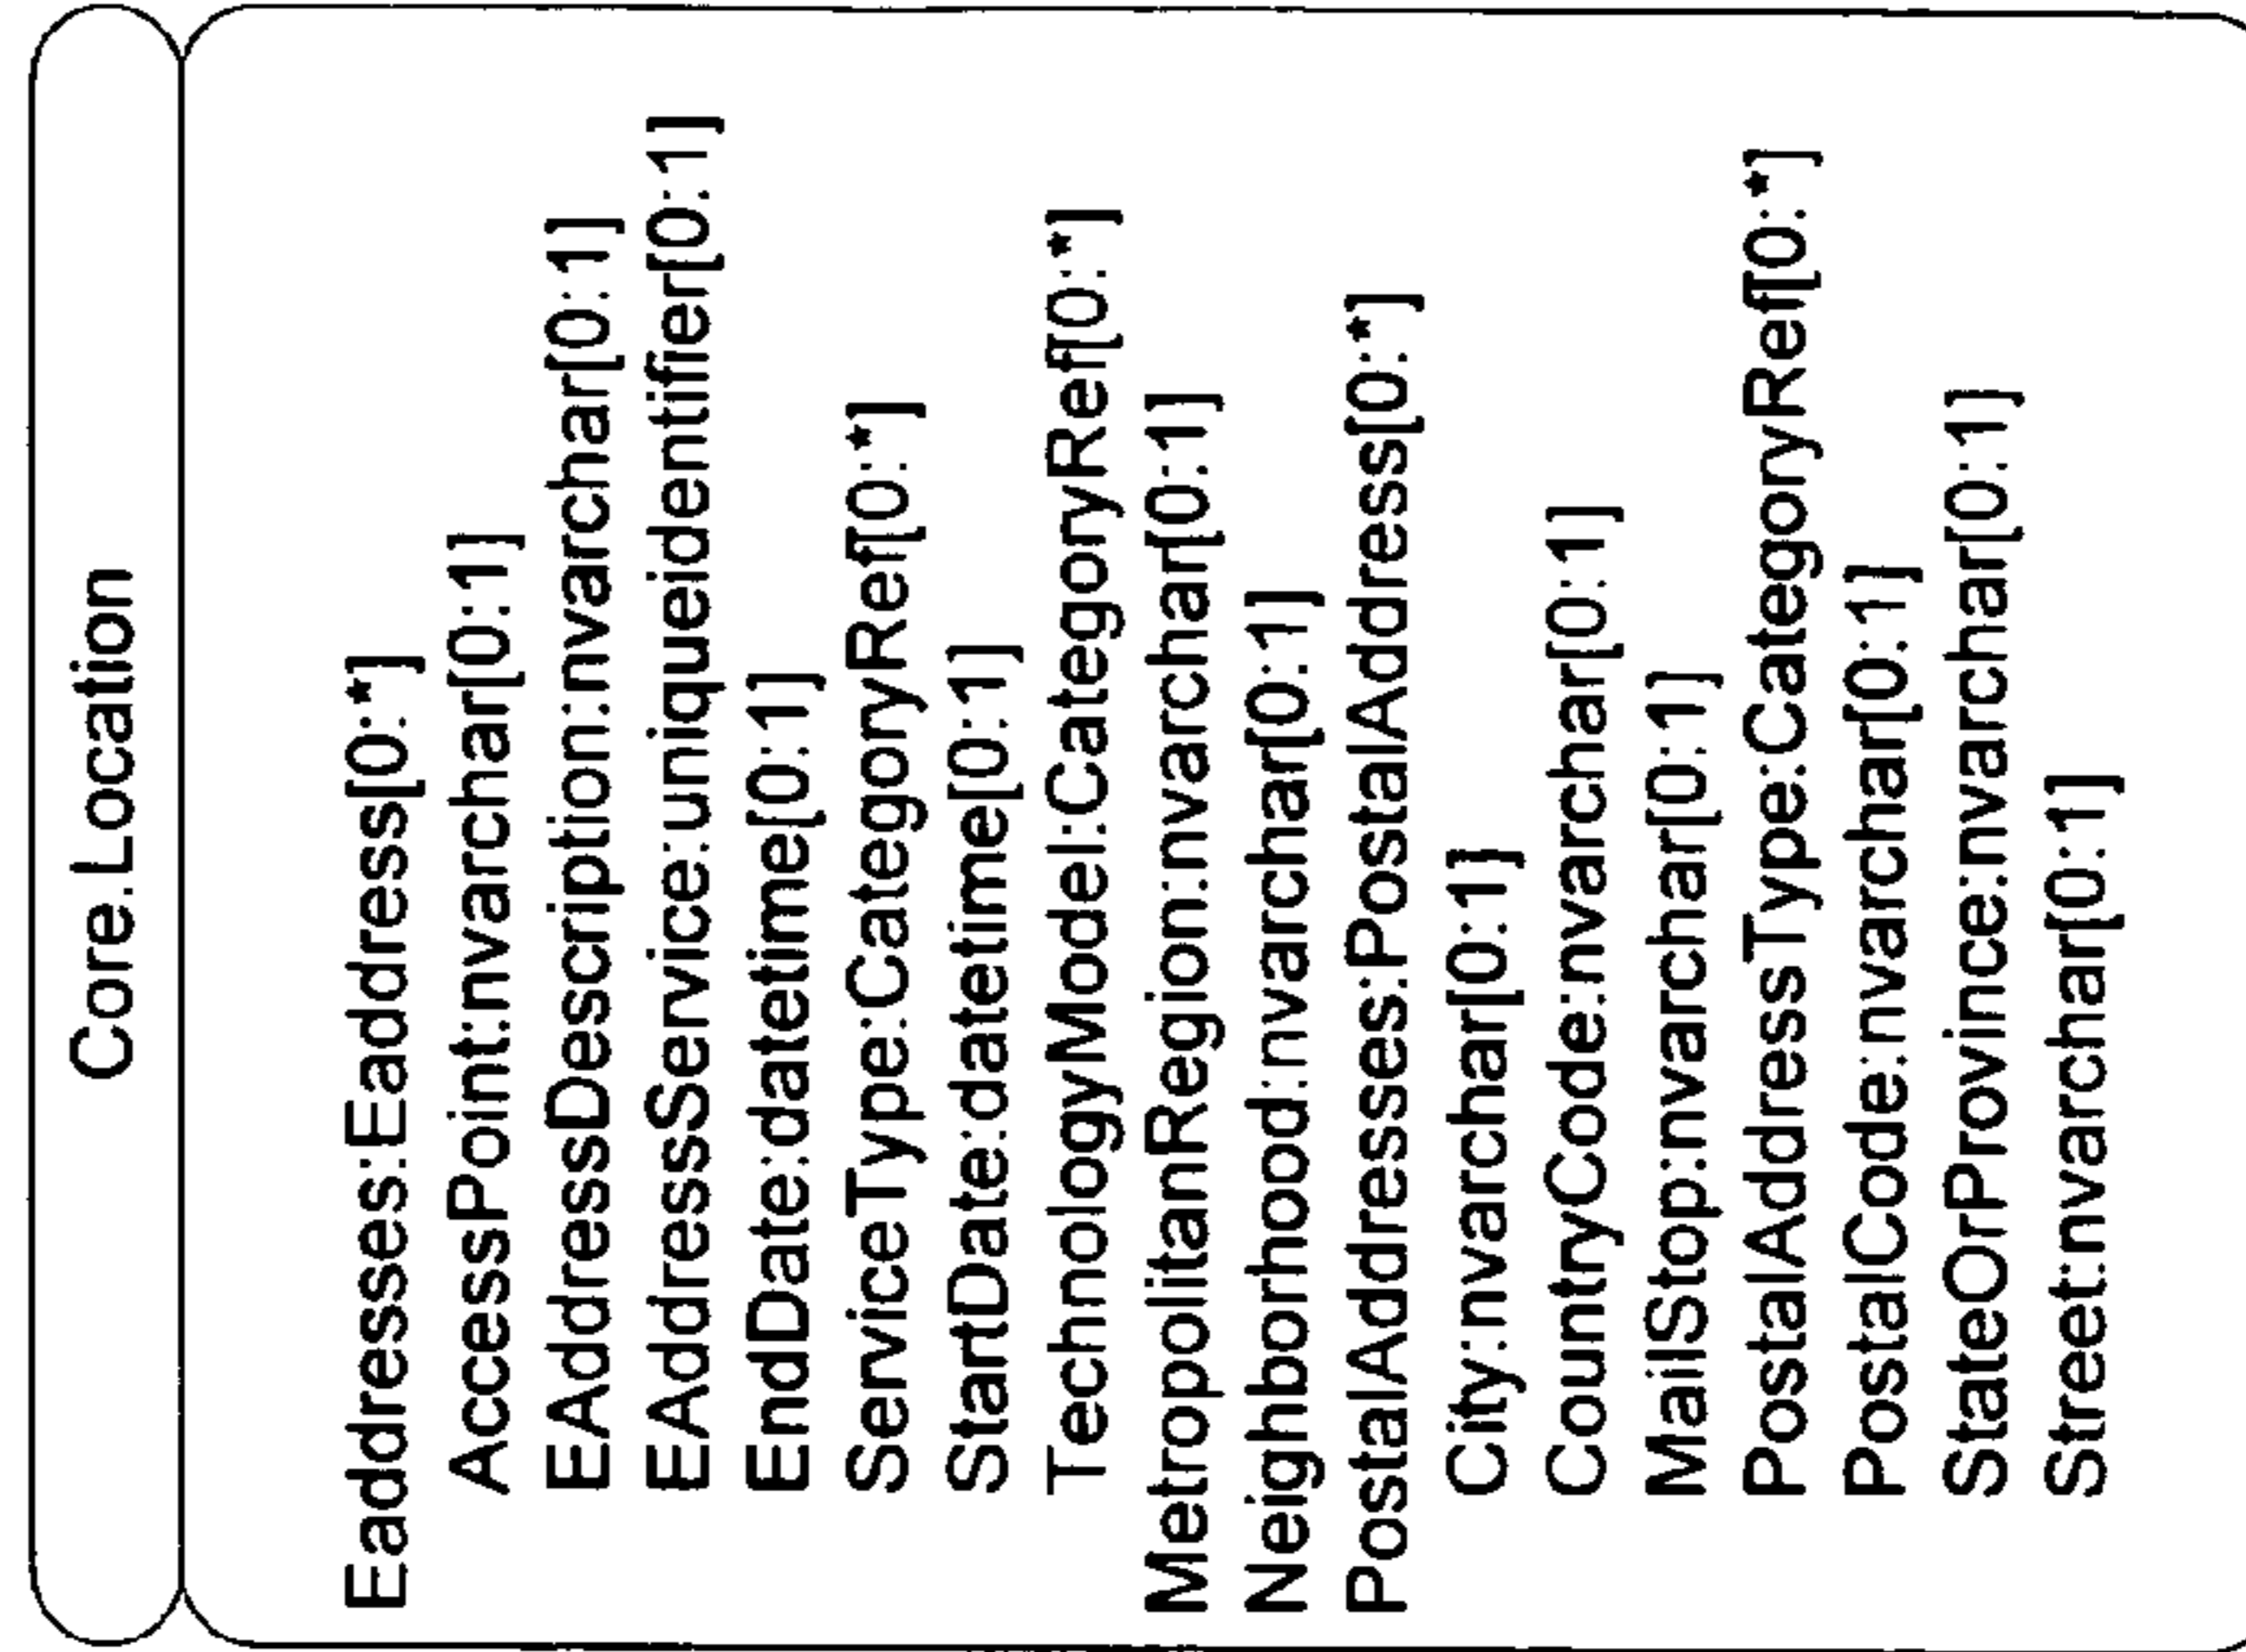 Core.Location
Eaddresses:Eaddress[0:*]
AccessPoint:nvarchar[0:1]
EAddressDescription:nvarchar[0:1]
EAddressService:uniqueidentifier[0:1]
EndDate:datetime[0:1]
ServiceType:CategoryRef[0:*]
StartDate:datetime[0:1]
TechnologyModel:CategoryRef[0:*]
MetropolitanRegion:nvarchar[0:1]
Neighborhood:nvarchar[0:1]
PostalAddresses:PostalAddress[0:*]
City:nvarchar[0:1]
CountryCode:nvarchar[0:1]
MailStop:nvarchar[0:1]
PostalAddressType:CategoryRef[0:*]
PostalCode:nvarchar[0:1]
StateOrProvince:nvarchar[0:1]
Street:nvarchar[0:1]